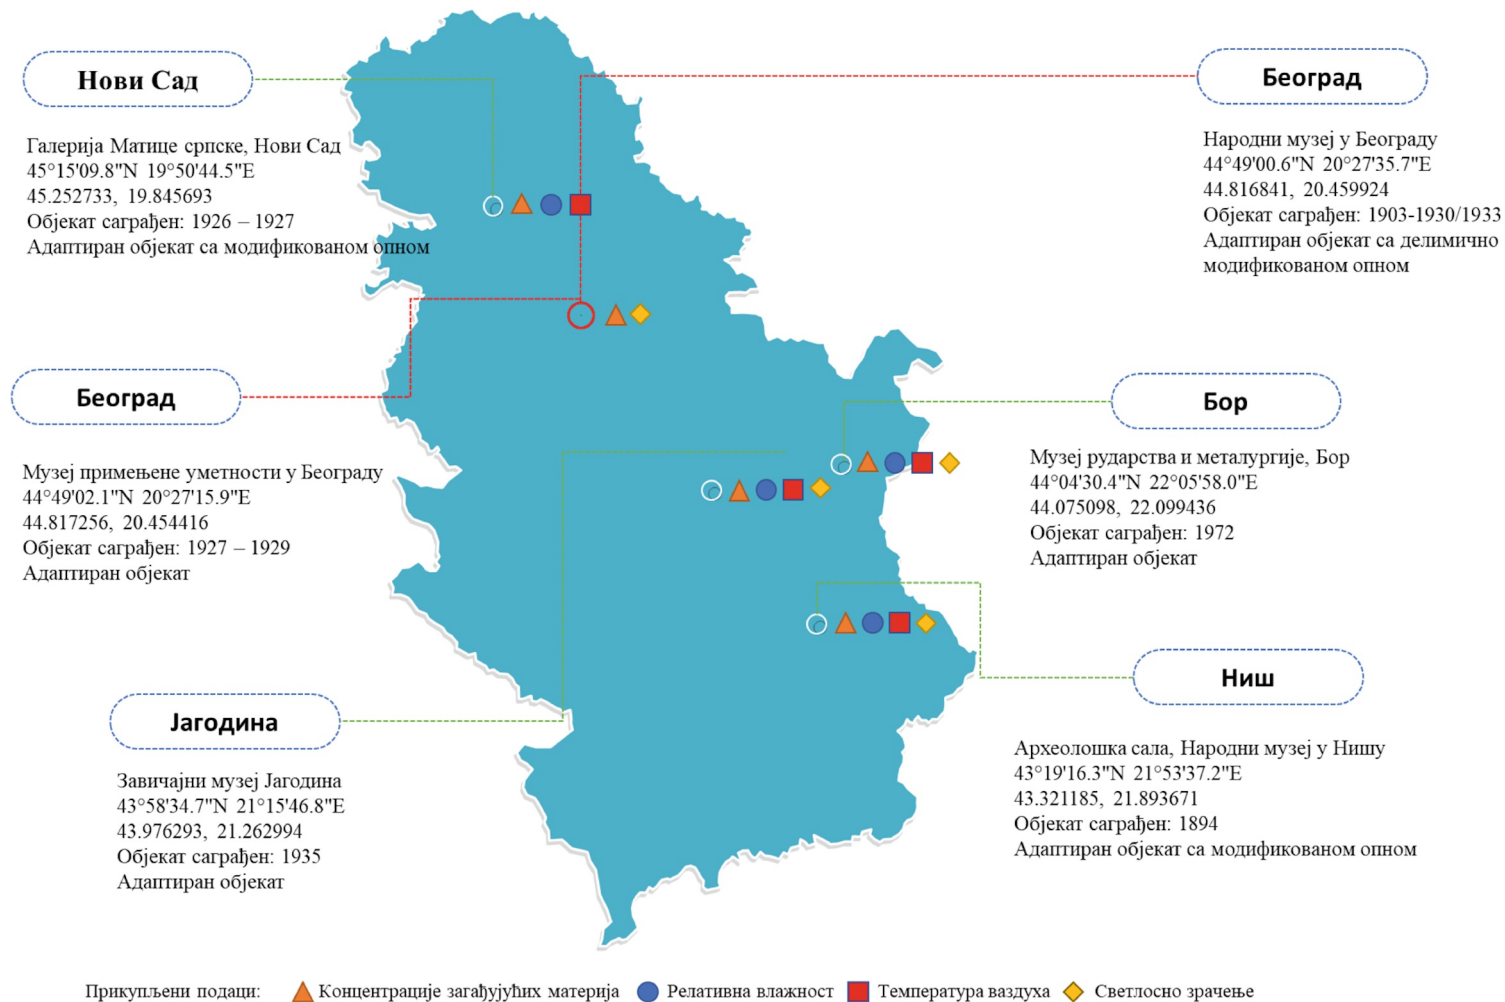 Нови Сад
Галерија Матице српске, Нови Сад
45°15'09.8"N 19°50'44.5"E
45.252733, 19.845693
Објекат саграђен: 1926 – 1927
Адаптиран објекат са модификованом опном
Београд
Народни музеј у Београду
44°49'00.6"N 20°27'35.7"E
44.816841, 20.459924
Објекат саграђен: 1903-1930/1933
Адаптиран објекат са делимично
модификованом опном
Београд
Музеј примењене уметности у Београду
44°49'02.1"N 20°27'15.9"E
44.817256, 20.454416
Објекат саграђен: 1927 – 1929
Адаптиран објекат
Бор
Музеј рударства и металургије, Бор
44°04'30.4"N 22°05'58.0"E
44.075098, 22.099436
Објекат саграђен: 1972
Адаптиран објекат
Јагодина
Завичајни музеј Јагодина
43°58'34.7"N 21°15'46.8"E
43.976293, 21.262994
Објекат саграђен: 1935
Адаптиран објекат
Ниш
Археолошка сала, Народни музеј у Нишу
43°19'16.3"N 21°53'37.2"E
43.321185, 21.893671
Објекат саграђен: 1894
Адаптиран објекат са модификованом опном
Прикупљени подаци: Концентрације загађујућих материја Релативна влажност Температура ваздуха Светлосно зрачење